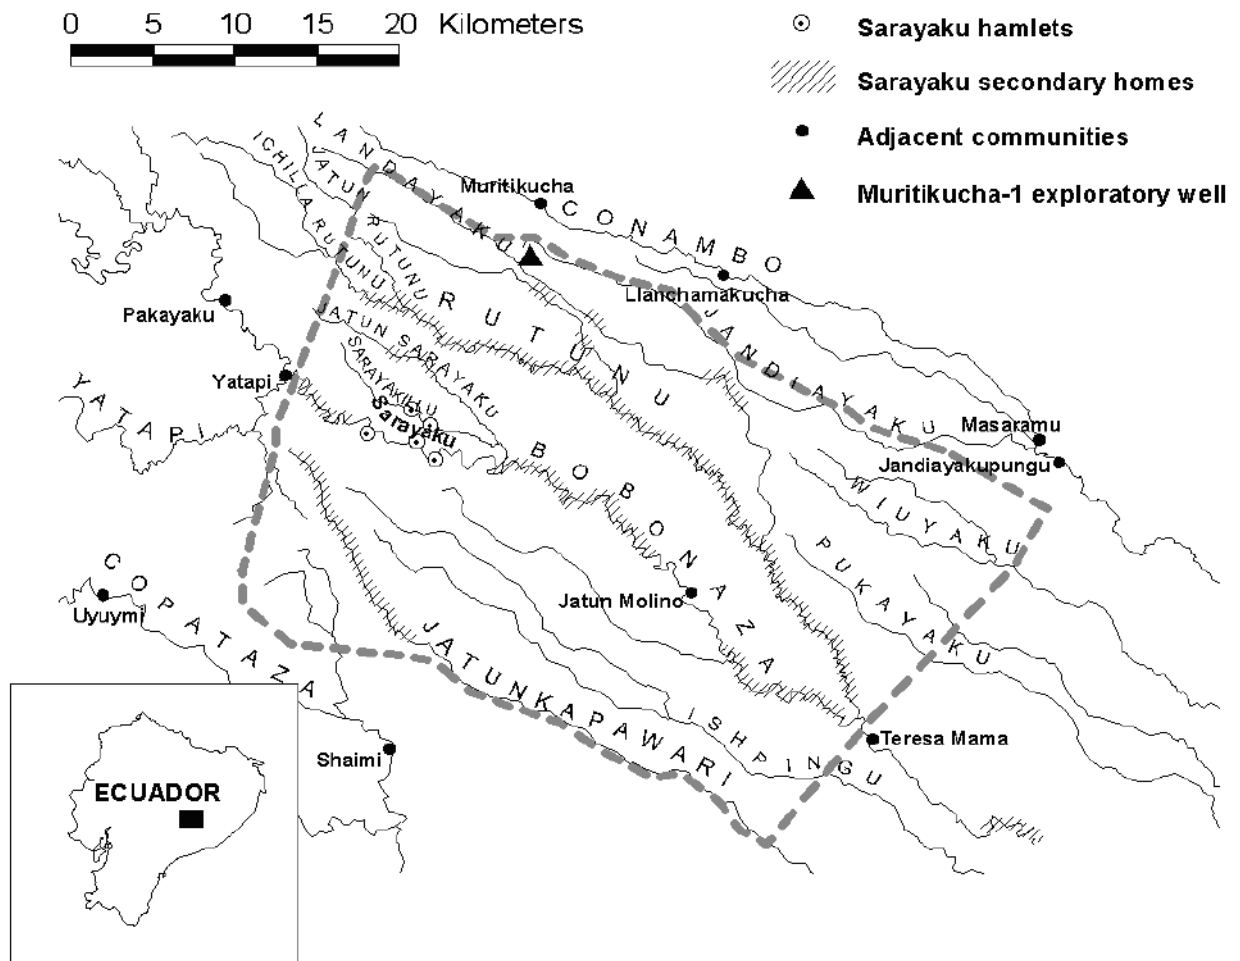 0 5 10 15 20 Kilometers
Sarayaku hamlets
Sarayaku secondary homes
Adjacent communities
Muritikucha-1 exploratory well
LANDAYAKU
ICHILLA RUTUNU
JATUN RUTUNU
Muritikucha
CONAMBO
Llanchamakucha
Pakayaku
RUTUNU
JATUN SARAYAKU
SARAYAKILLU
JANDIAYAKU
Yatapi
YATAPI
Sarayaku
Masaramu
Jandiayakupungu
BOBONAZA
WIUYAKU
PUKAYAKU
COPATAZA
Uyuymi
Jatun Molino
JATUNKAPAWARI
ISHPINGU
Teresa Mama
Shaimi
ECUADOR